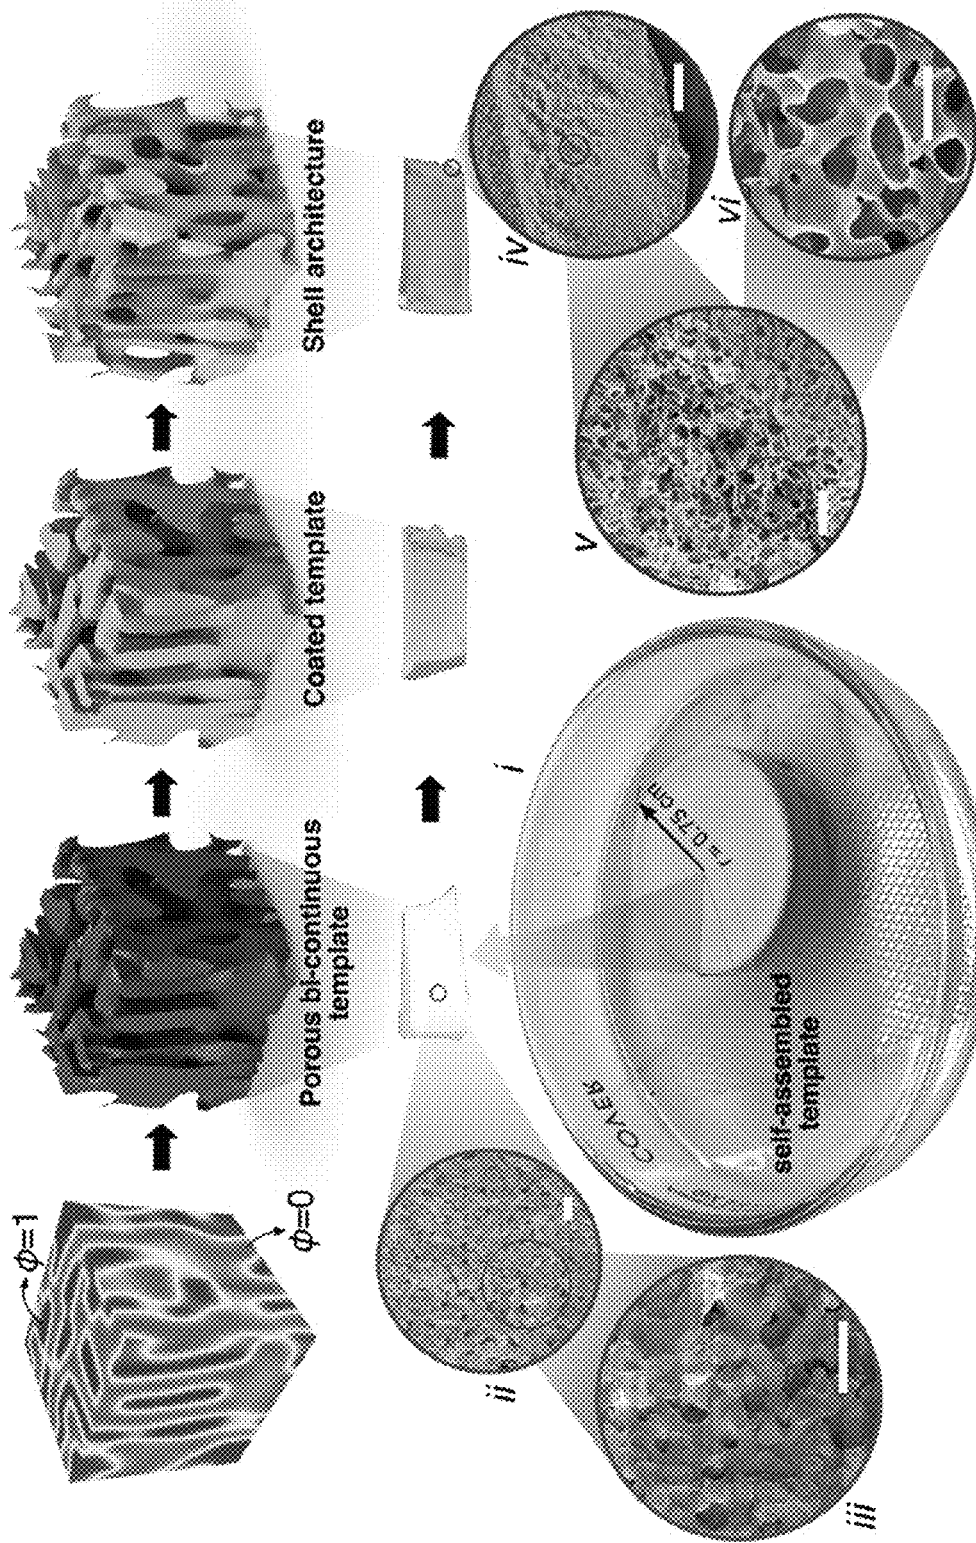 ϕ=1
ϕ=0
Porous bi-continuous
template
Coated template
Shell architecture
i
ii
iii
iv
v
vi
COVER
r = 0.75 cm
self-assembled
template